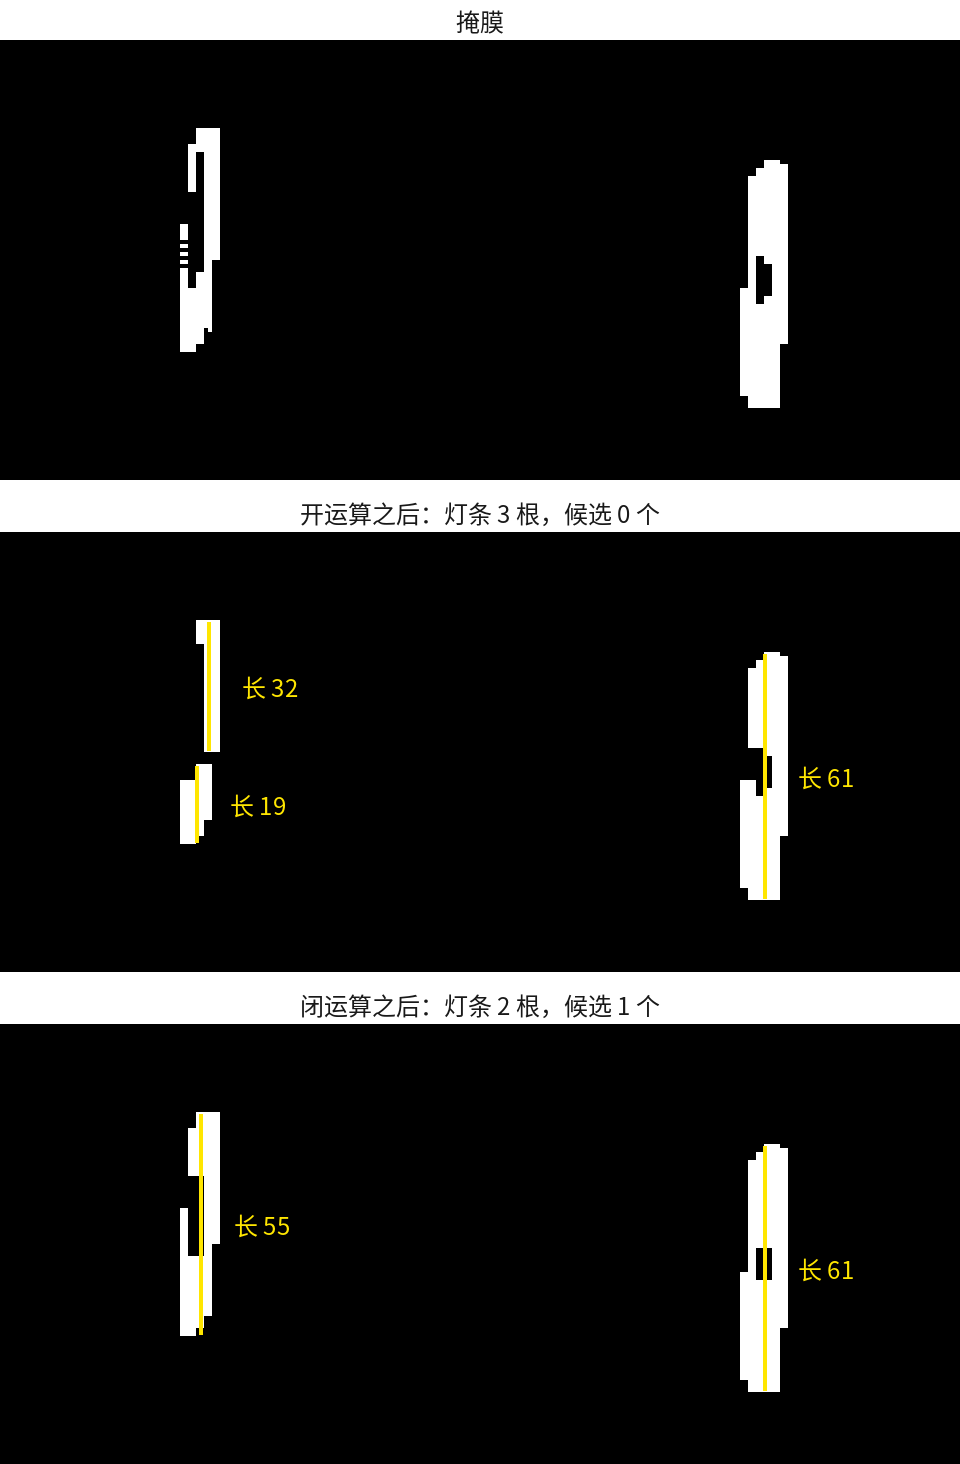 掩膜
开运算之后：灯条 3 根，候选 0 个
长 32
长 61
长 19
闭运算之后：灯条 2 根，候选 1 个
长 55
长 61